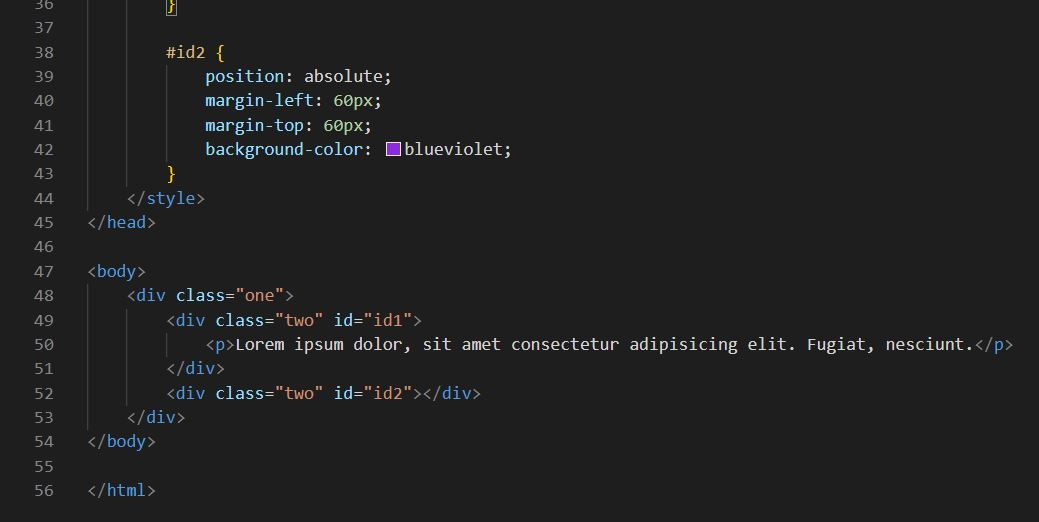 36            }
37
38            #id2 {
39                position: absolute;
40                margin-left: 60px;
41                margin-top: 60px;
42                background-color: blueviolet;
43            }
44        </style>
45    </head>
46
47    <body>
48        <div class="one">
49            <div class="two" id="id1">
50                <p>Lorem ipsum dolor, sit amet consectetur adipisicing elit. Fugiat, nesciunt.</p>
51            </div>
52            <div class="two" id="id2"></div>
53        </div>
54    </body>
55
56    </html>